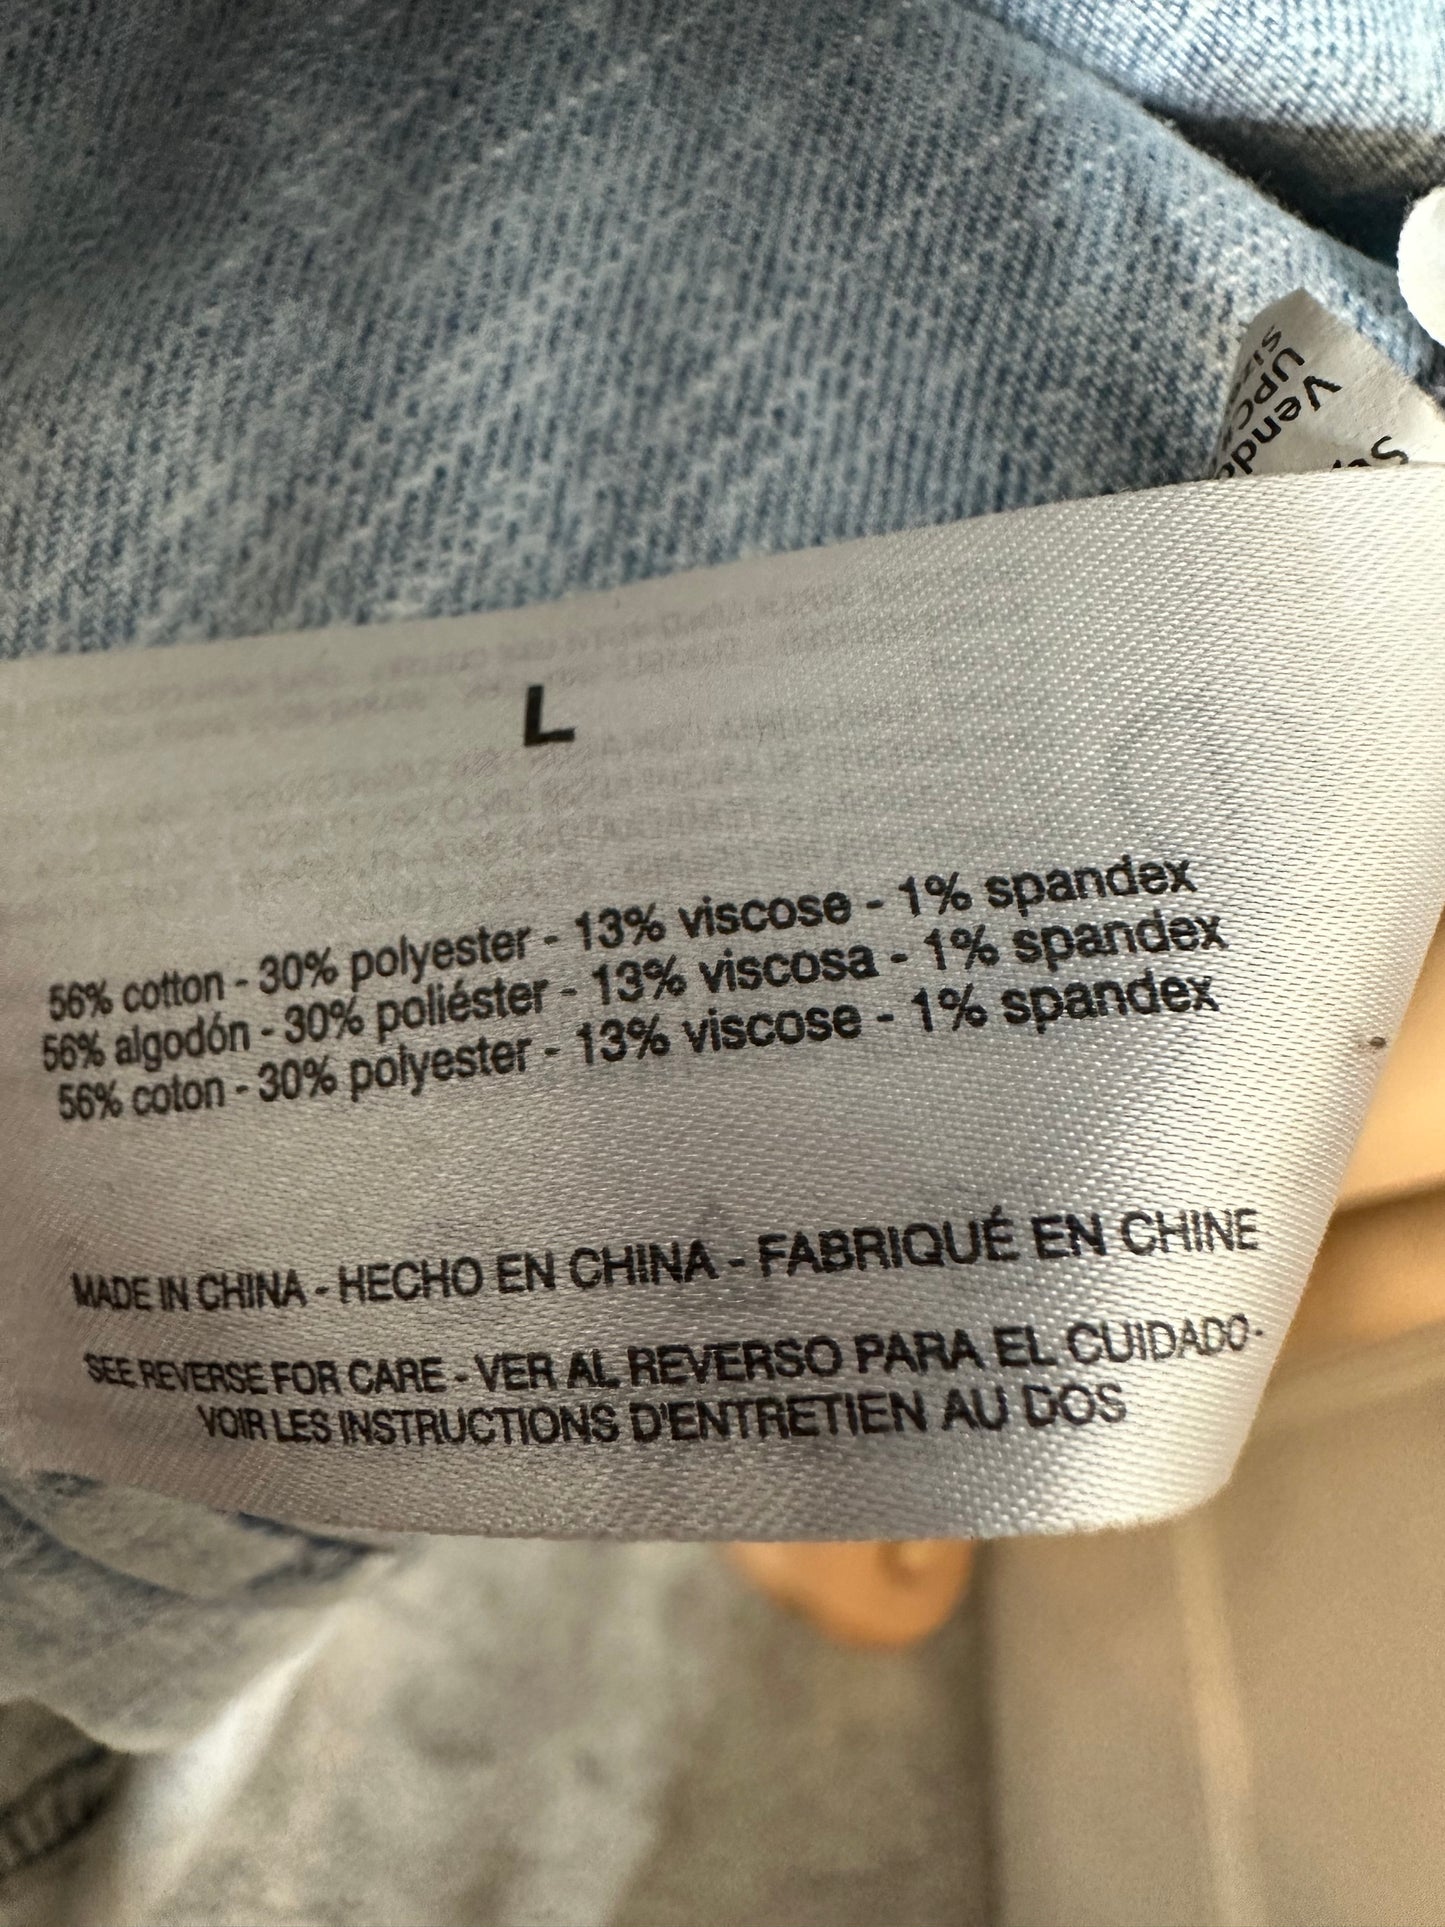 UPC
L
56% cotton - 30% polyester - 13% viscose - 1% spandex
56% algodón - 30% poliéster - 13% viscosa - 1% spandex
56% coton - 30% polyester - 13% viscose - 1% spandex
MADE IN CHINA - HECHO EN CHINA - FABRIQUÉ EN CHINE
SEE REVERSE FOR CARE - VER AL REVERSO PARA EL CUIDADO-
VOIR LES INSTRUCTIONS D'ENTRETIEN AU DOS